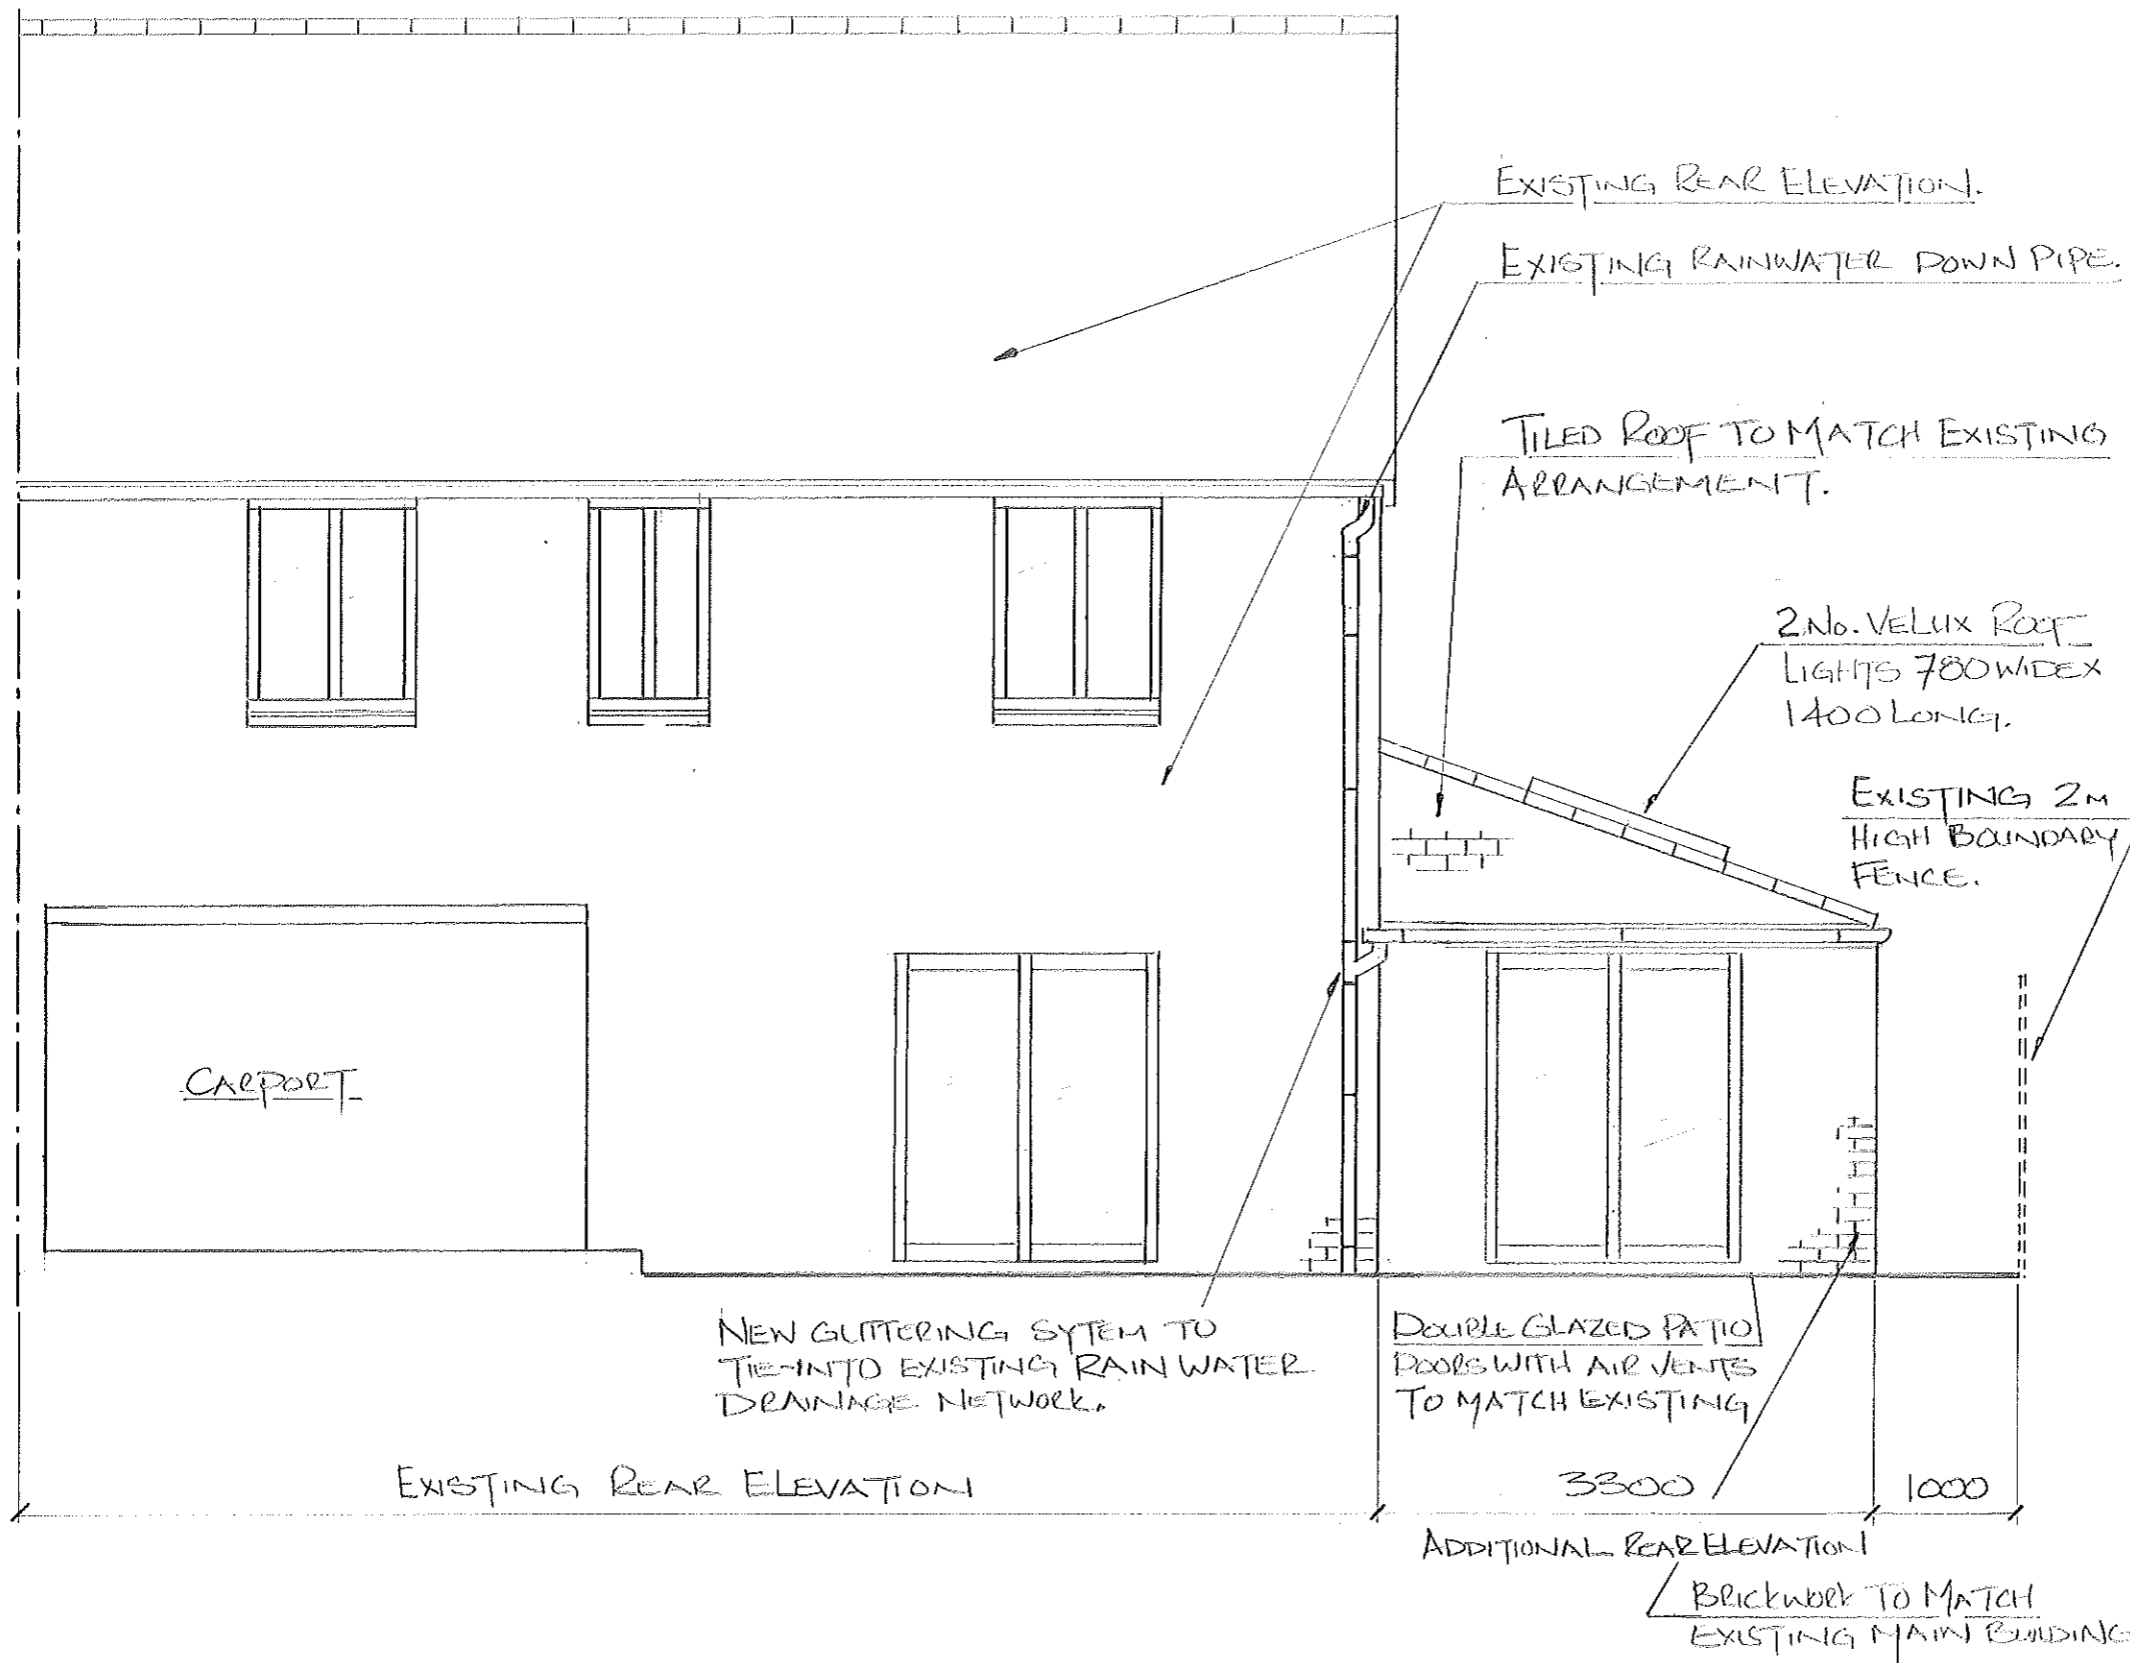 EXISTING REAR ELEVATION.
EXISTING RAINWATER DOWN PIPE.
TILED ROOF TO MATCH EXISTING
ARRANGEMENT.
2 No. VELUX ROOF
LIGHTS 780 WIDE X
1400 LONG.
EXISTING 2M
HIGH BOUNDARY
FENCE.
CARPORT
NEW GUTTERING SYTEM TO
TIE-INTO EXISTING RAIN WATER
DRAINAGE NETWORK.
DOUBLE GLAZED PATIO
DOORS WITH AIR VENTS
TO MATCH EXISTING
EXISTING REAR ELEVATION
3300
1000
ADDITIONAL REAR ELEVATION
BRICKWORK TO MATCH
EXISTING MAIN BUILDING